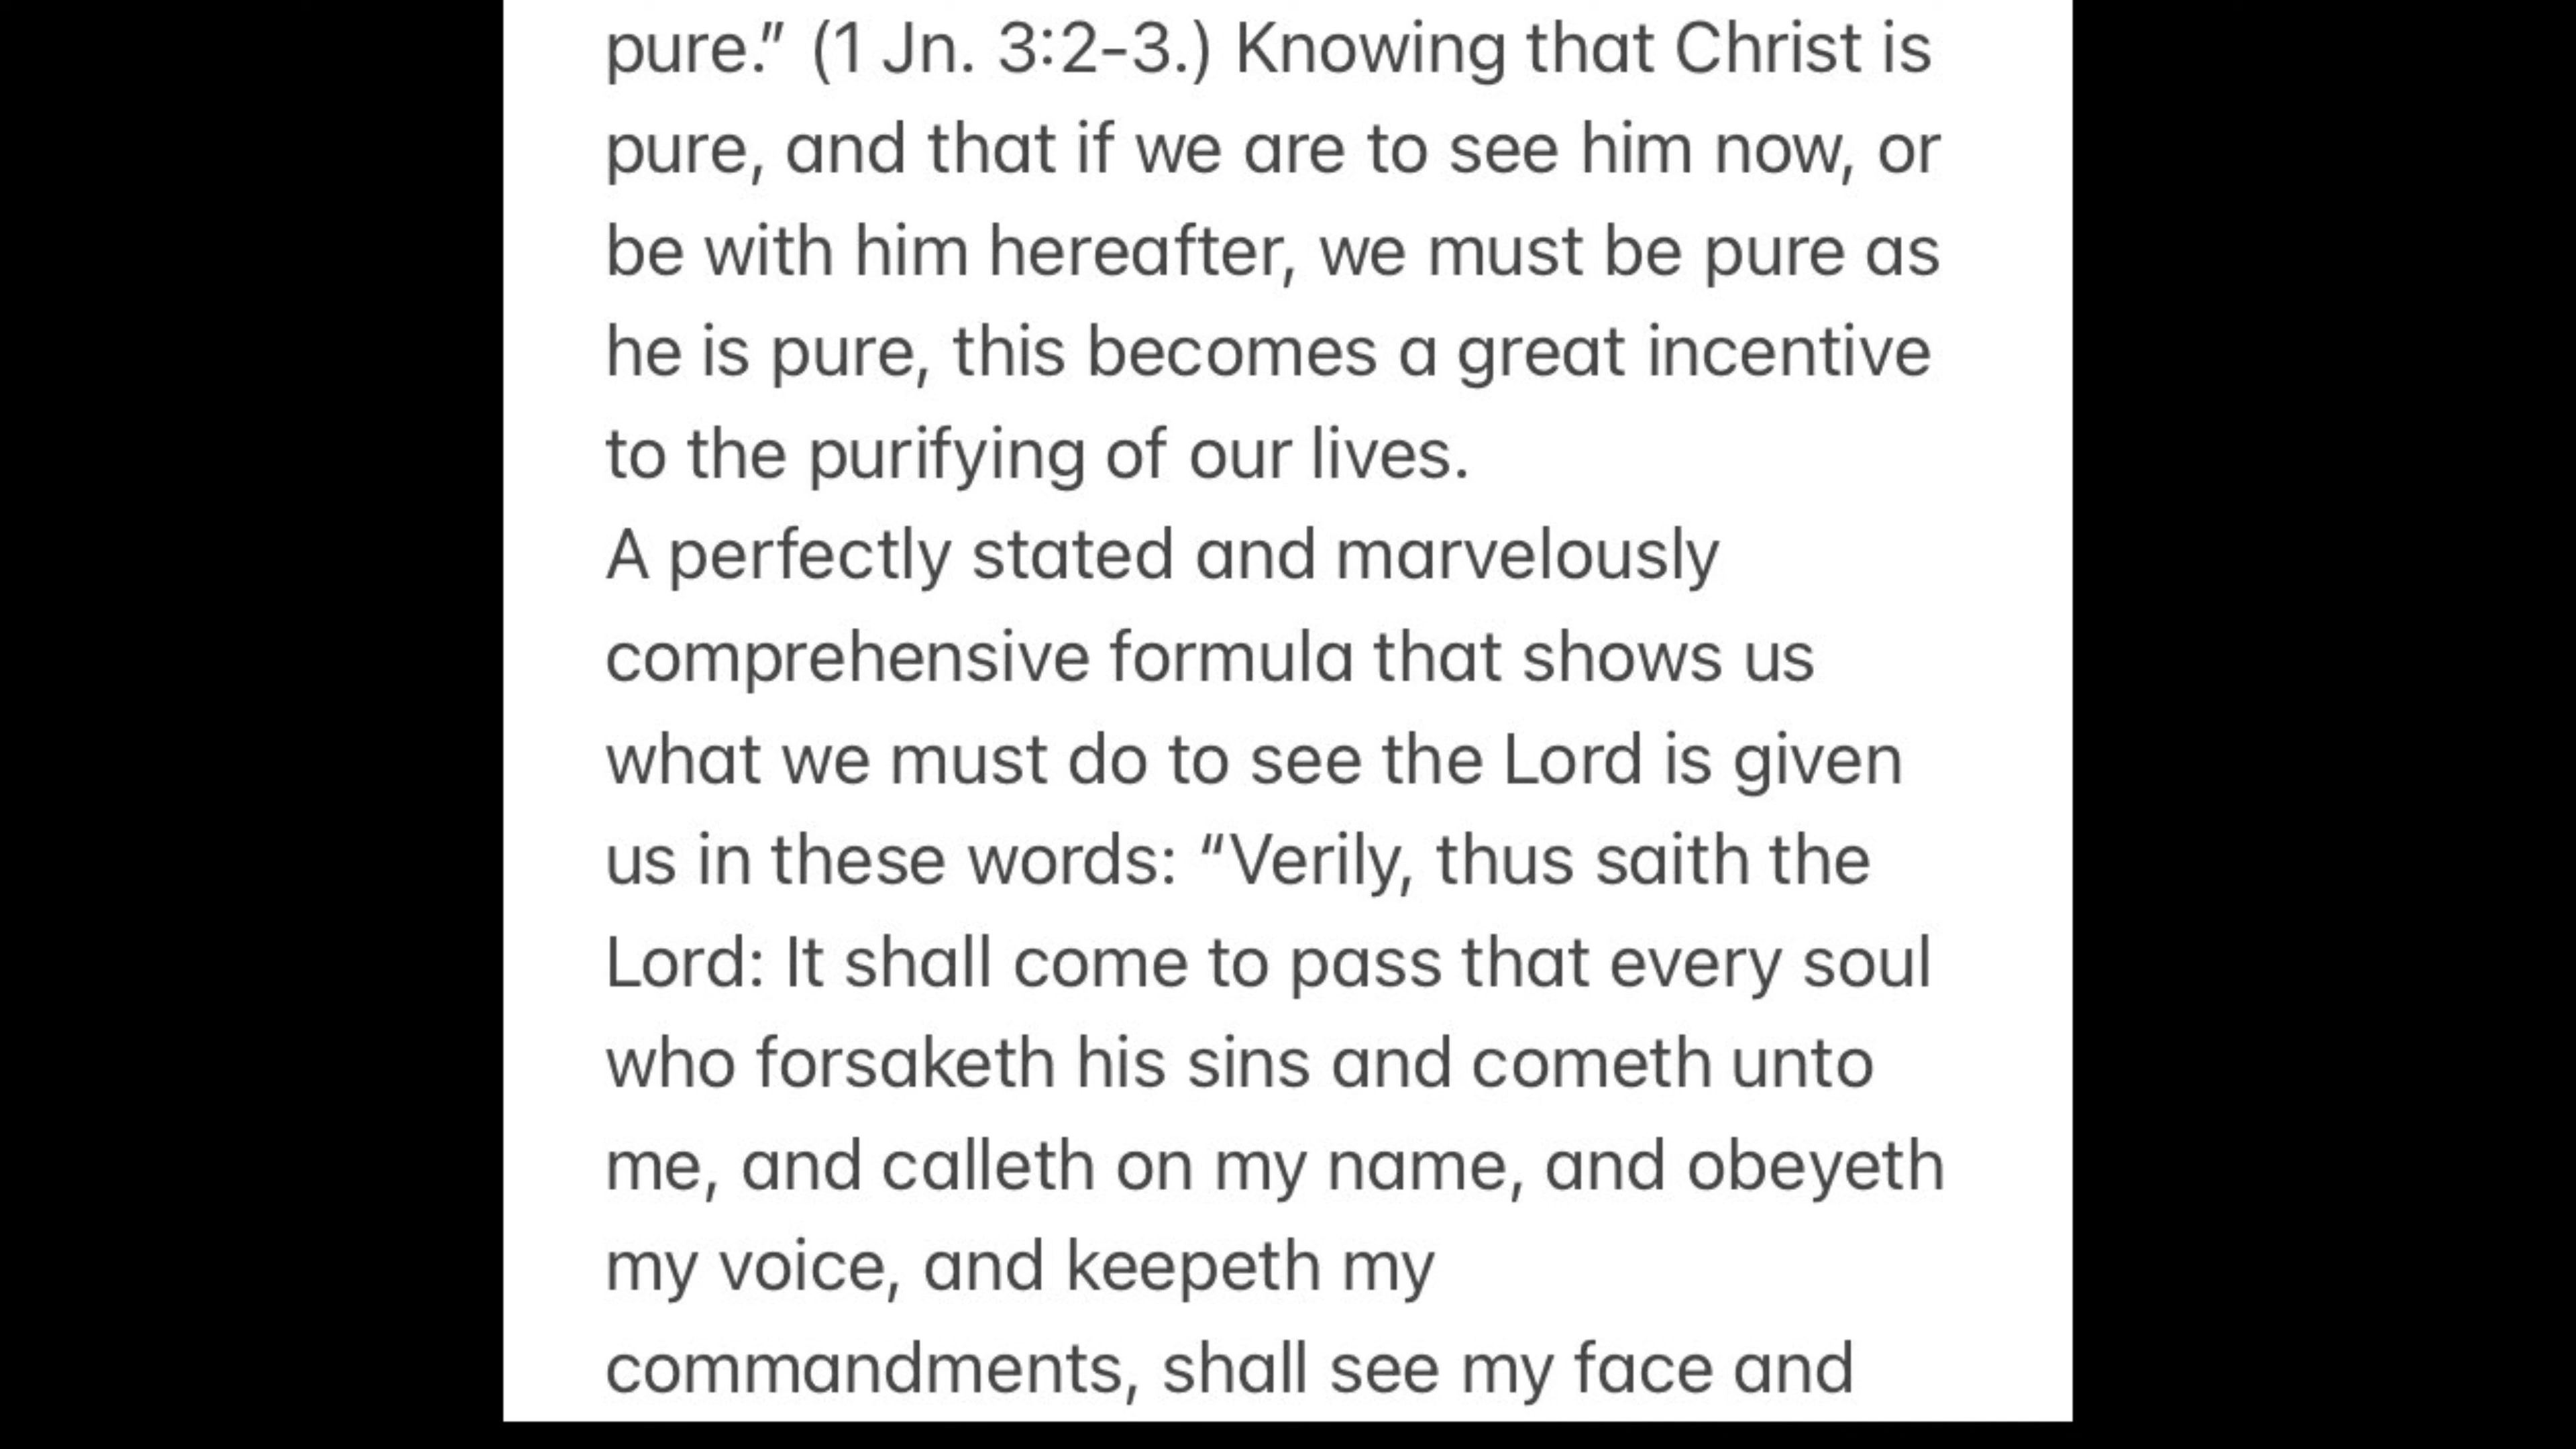 pure.” (1 Jn. 3:2-3.) Knowing that Christ is
pure, and that if we are to see him now, or
be with him hereafter, we must be pure as
he is pure, this becomes a great incentive
to the purifying of our lives.
A perfectly stated and marvelously
comprehensive formula that shows us
what we must do to see the Lord is given
us in these words: “Verily, thus saith the
Lord: It shall come to pass that every soul
who forsaketh his sins and cometh unto
me, and calleth on my name, and obeyeth
my voice, and keepeth my
commandments, shall see my face and